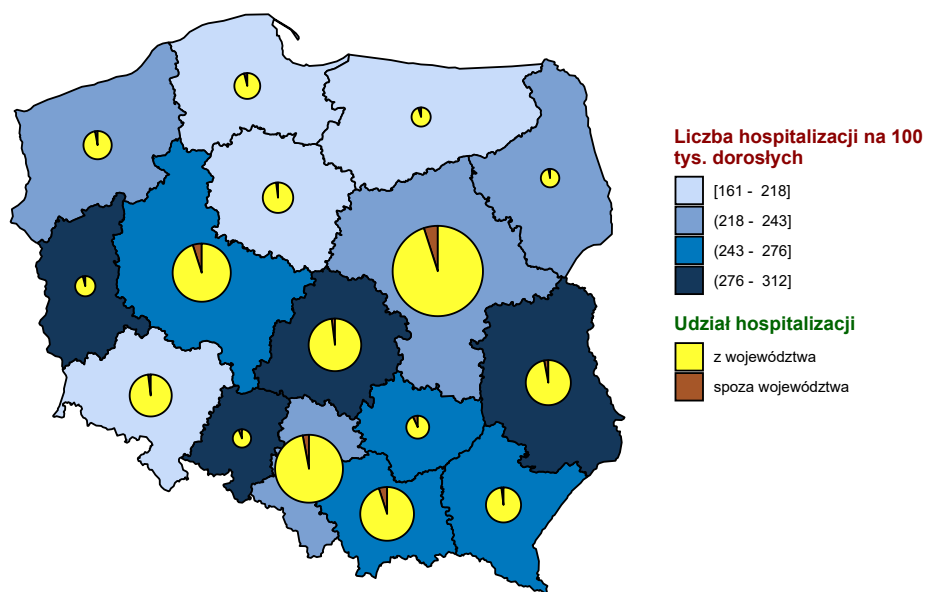 Liczba hospitalizacji na 100
tys. dorosłych
[161 - 218]
(218 - 243]
(243 - 276]
(276 - 312]
Udział hospitalizacji
z województwa
spoza województwa